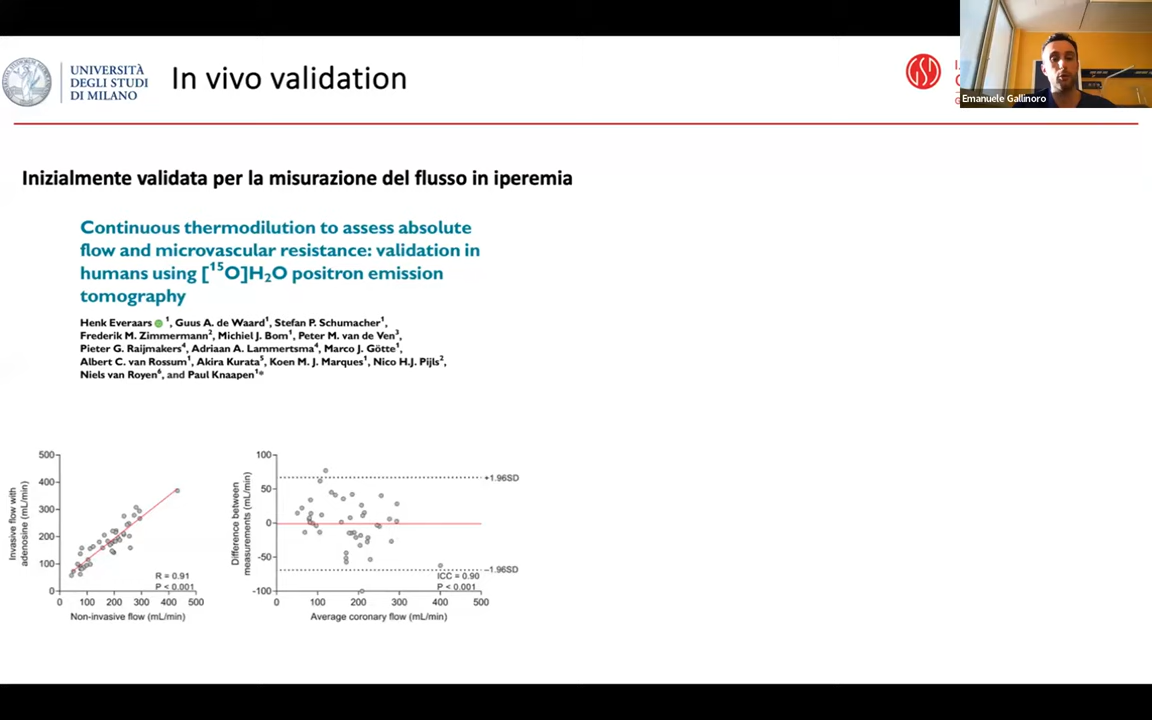 UNIVERSITÀ
DEGLI STUDI
DI MILANO
In vivo validation
Emanuele Gallinoro
Inizialmente validata per la misurazione del flusso in iperemia
Continuous thermodilution to assess absolute
flow and microvascular resistance: validation in
humans using [¹⁵O]H₂O positron emission
tomography
Henk Everaars ¹, Guus A. de Waard¹, Stefan P. Schumacher¹,
Frederik M. Zimmermann², Michiel J. Bom¹, Peter M. van de Ven³,
Pieter G. Raijmakers⁴, Adriaan A. Lammertsma⁴, Marco J. Götte¹,
Albert C. van Rossum¹, Akira Kurata⁵, Koen M. J. Marques¹, Nico H.J. Pijls²,
Niels van Royen⁶, and Paul Knaapen¹*
Invasive flow with
adenosine (mL/min)
500
400
300
200
100
0
R = 0.91
P < 0.001
0 100 200 300 400 500
Non-invasive flow (mL/min)
Difference between
measurements (mL/min)
100
50
0
-50
-100
+1.96SD
-1.96SD
ICC = 0.90
P < 0.001
0 100 200 300 400 500
Average coronary flow (mL/min)